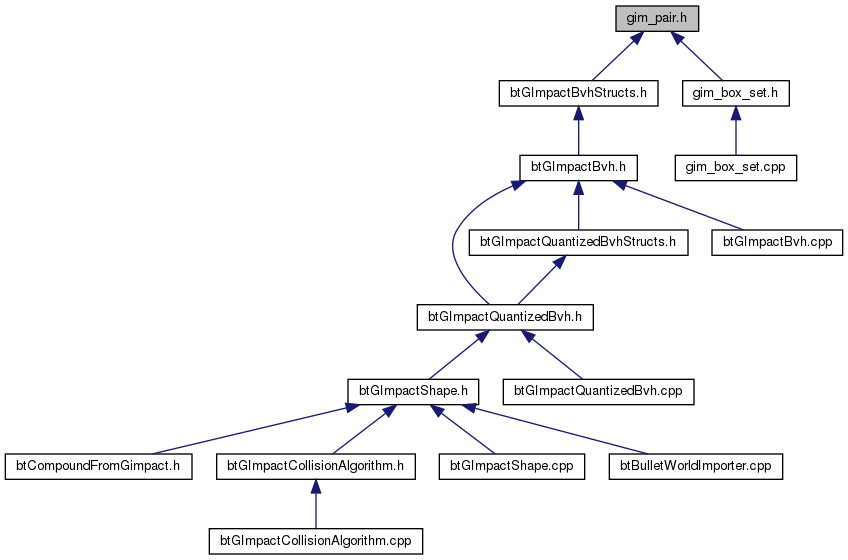 gim_pair.h
btGImpactBvhStructs.h
gim_box_set.h
btGImpactBvh.h
gim_box_set.cpp
btGImpactQuantizedBvhStructs.h
btGImpactBvh.cpp
btGImpactQuantizedBvh.h
btGImpactShape.h
btGImpactQuantizedBvh.cpp
btCompoundFromGimpact.h
btGImpactCollisionAlgorithm.h
btGImpactShape.cpp
btBulletWorldImporter.cpp
btGImpactCollisionAlgorithm.cpp